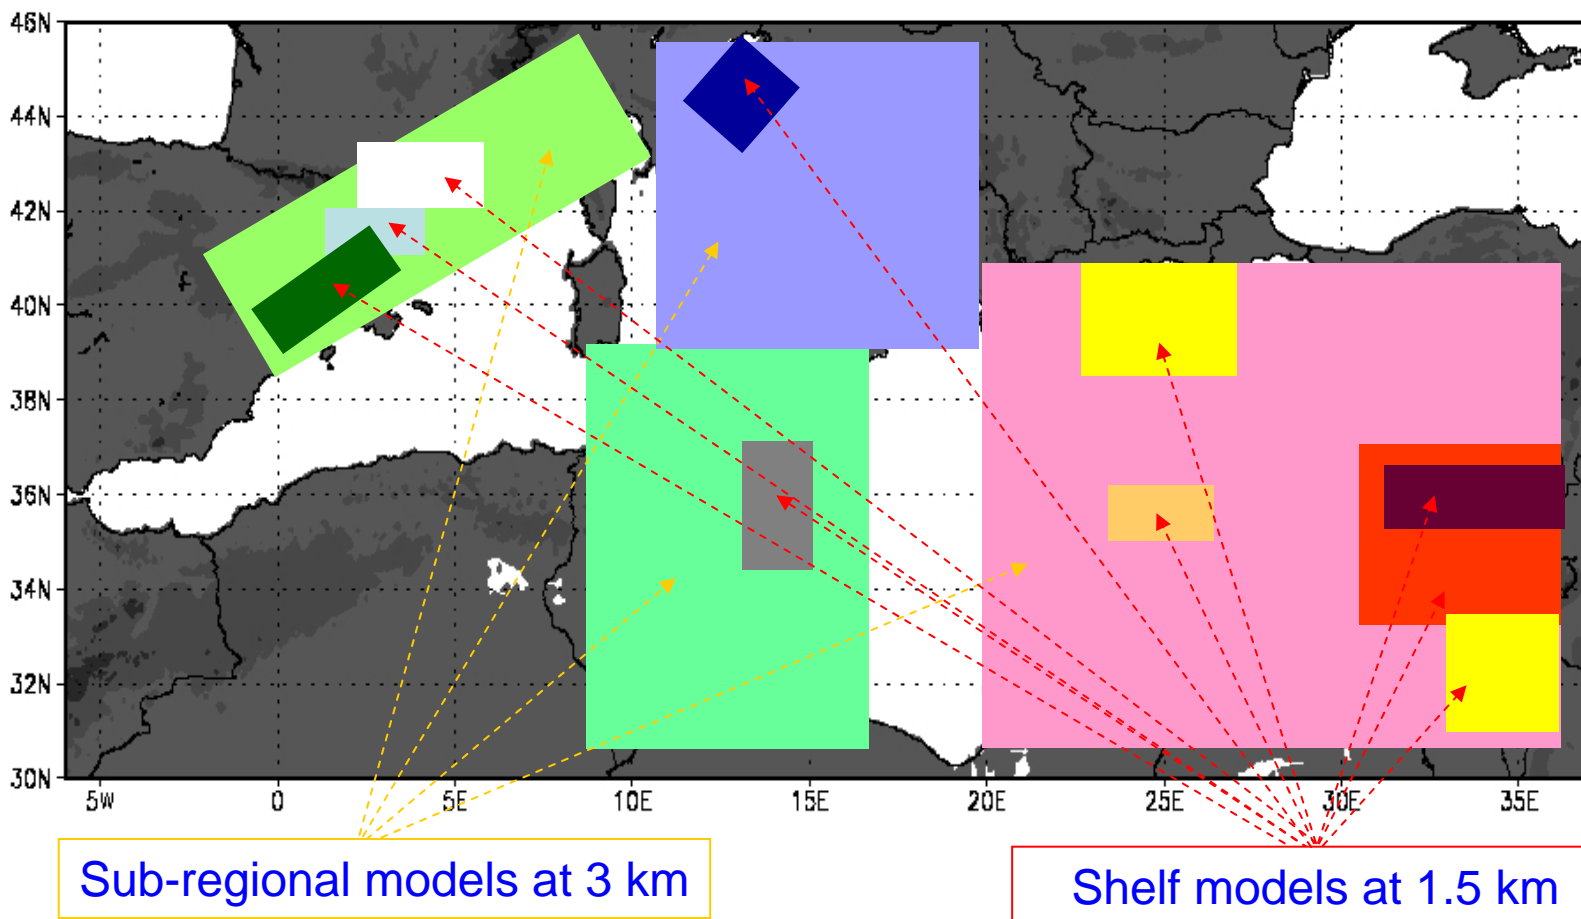 46N
44N
42N
40N
38N
36N
34N
32N
30N
5W 0 5E 10E 15E 20E 25E 30E 35E
Sub-regional models at 3 km
Shelf models at 1.5 km